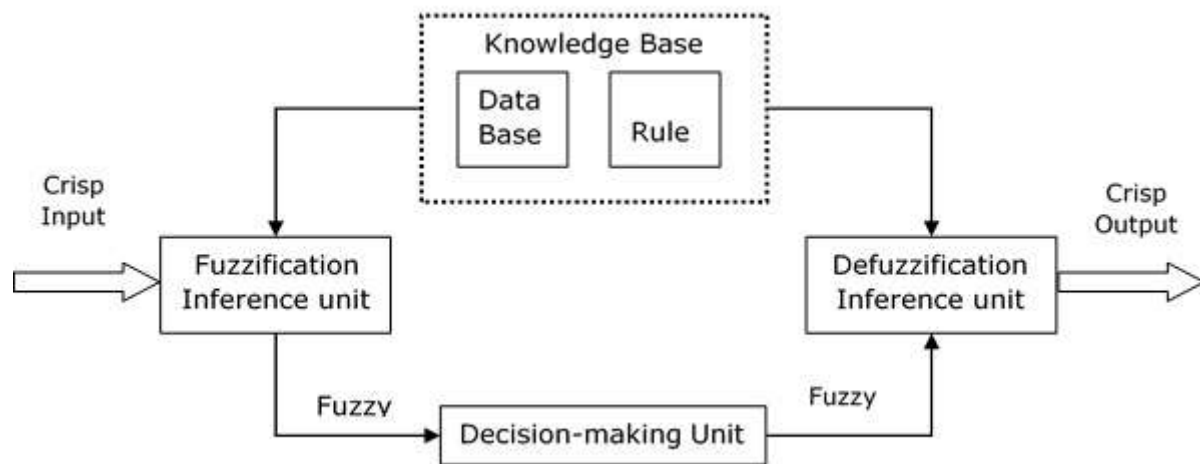 Knowledge Base
Data
Base
Rule
Crisp
Input
Crisp
Output
Fuzzification
Inference unit
Defuzzification
Inference unit
Fuzzy
Fuzzy
Decision-making Unit